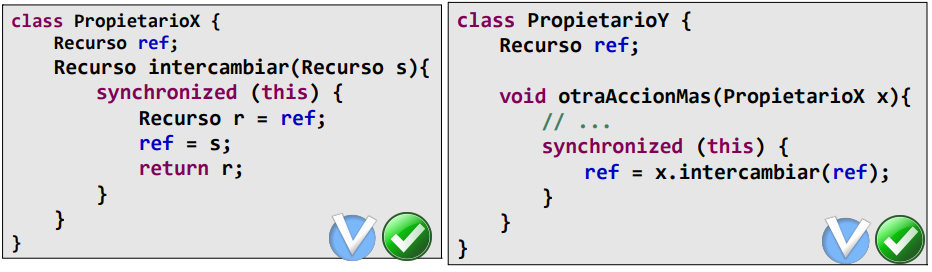 class PropietarioX {
Recurso ref;
Recurso intercambiar(Recurso s){
synchronized (this) {
Recurso r = ref;
ref = s;
return r;
}
}
}
class PropietarioY {
Recurso ref;
void otraAccionMas(PropietarioX x){
// ...
synchronized (this) {
ref = x.intercambiar(ref);
}
}
}